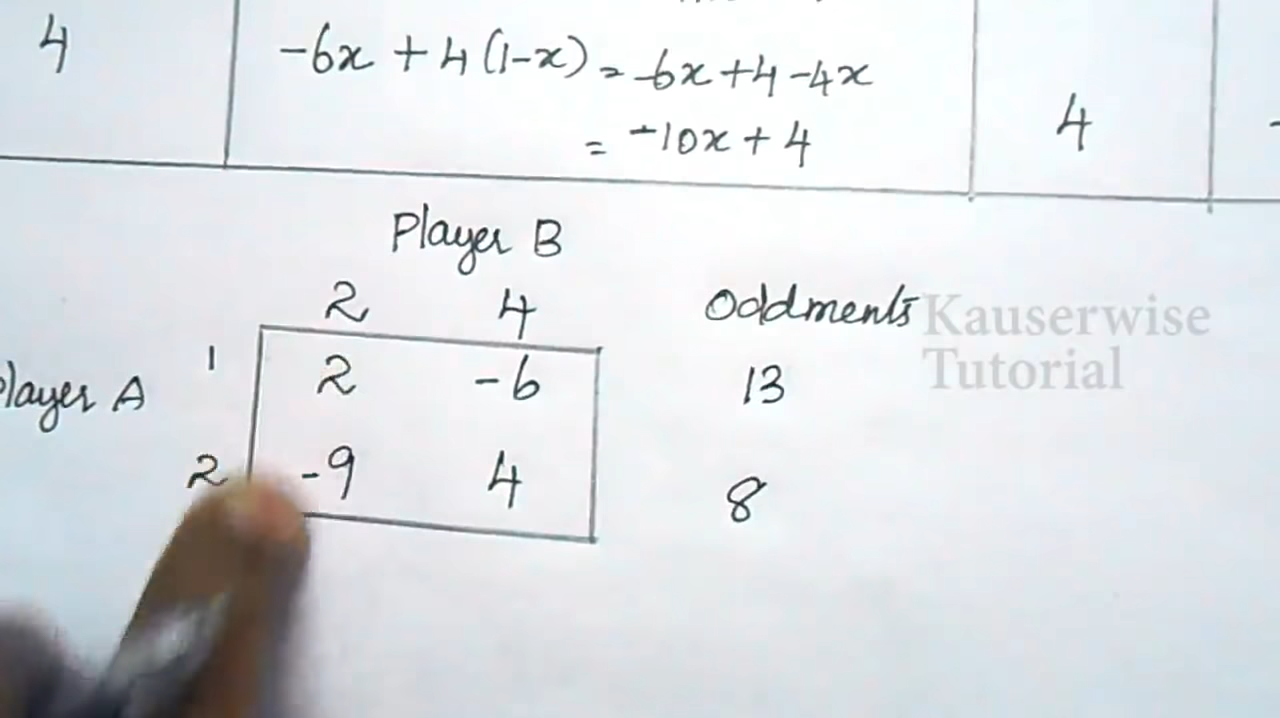 4
-6x + 4(1-x) = -6x+4-4x
= -10x + 4
4
Player B
2 4 Oddments
1 2 -6 13
Player A
2 -9 4 8
Kauserwise
Tutorial